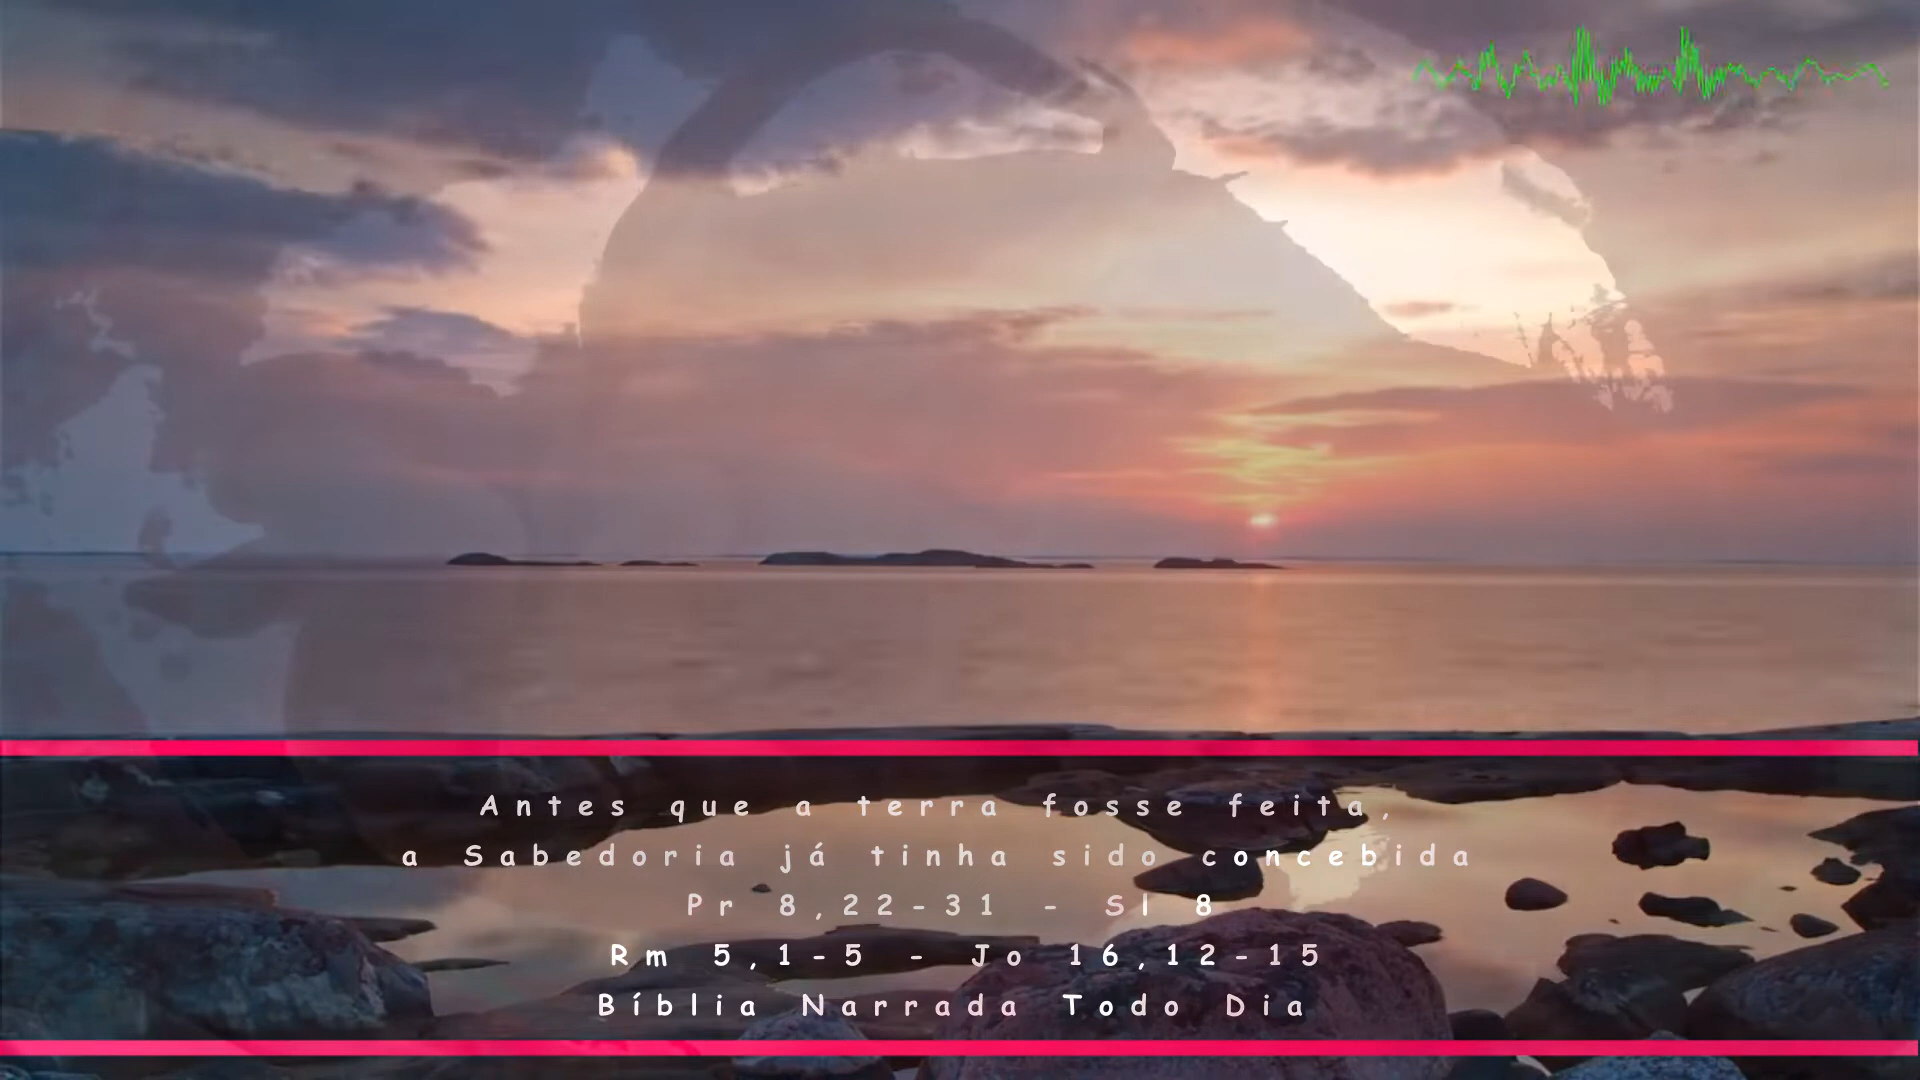 Antes que a terra fosse feita,
a Sabedoria já tinha sido concebida
Pr 8,22-31 - Sl 8
Rm 5,1-5 - Jo 16,12-15
Bíblia Narrada Todo Dia